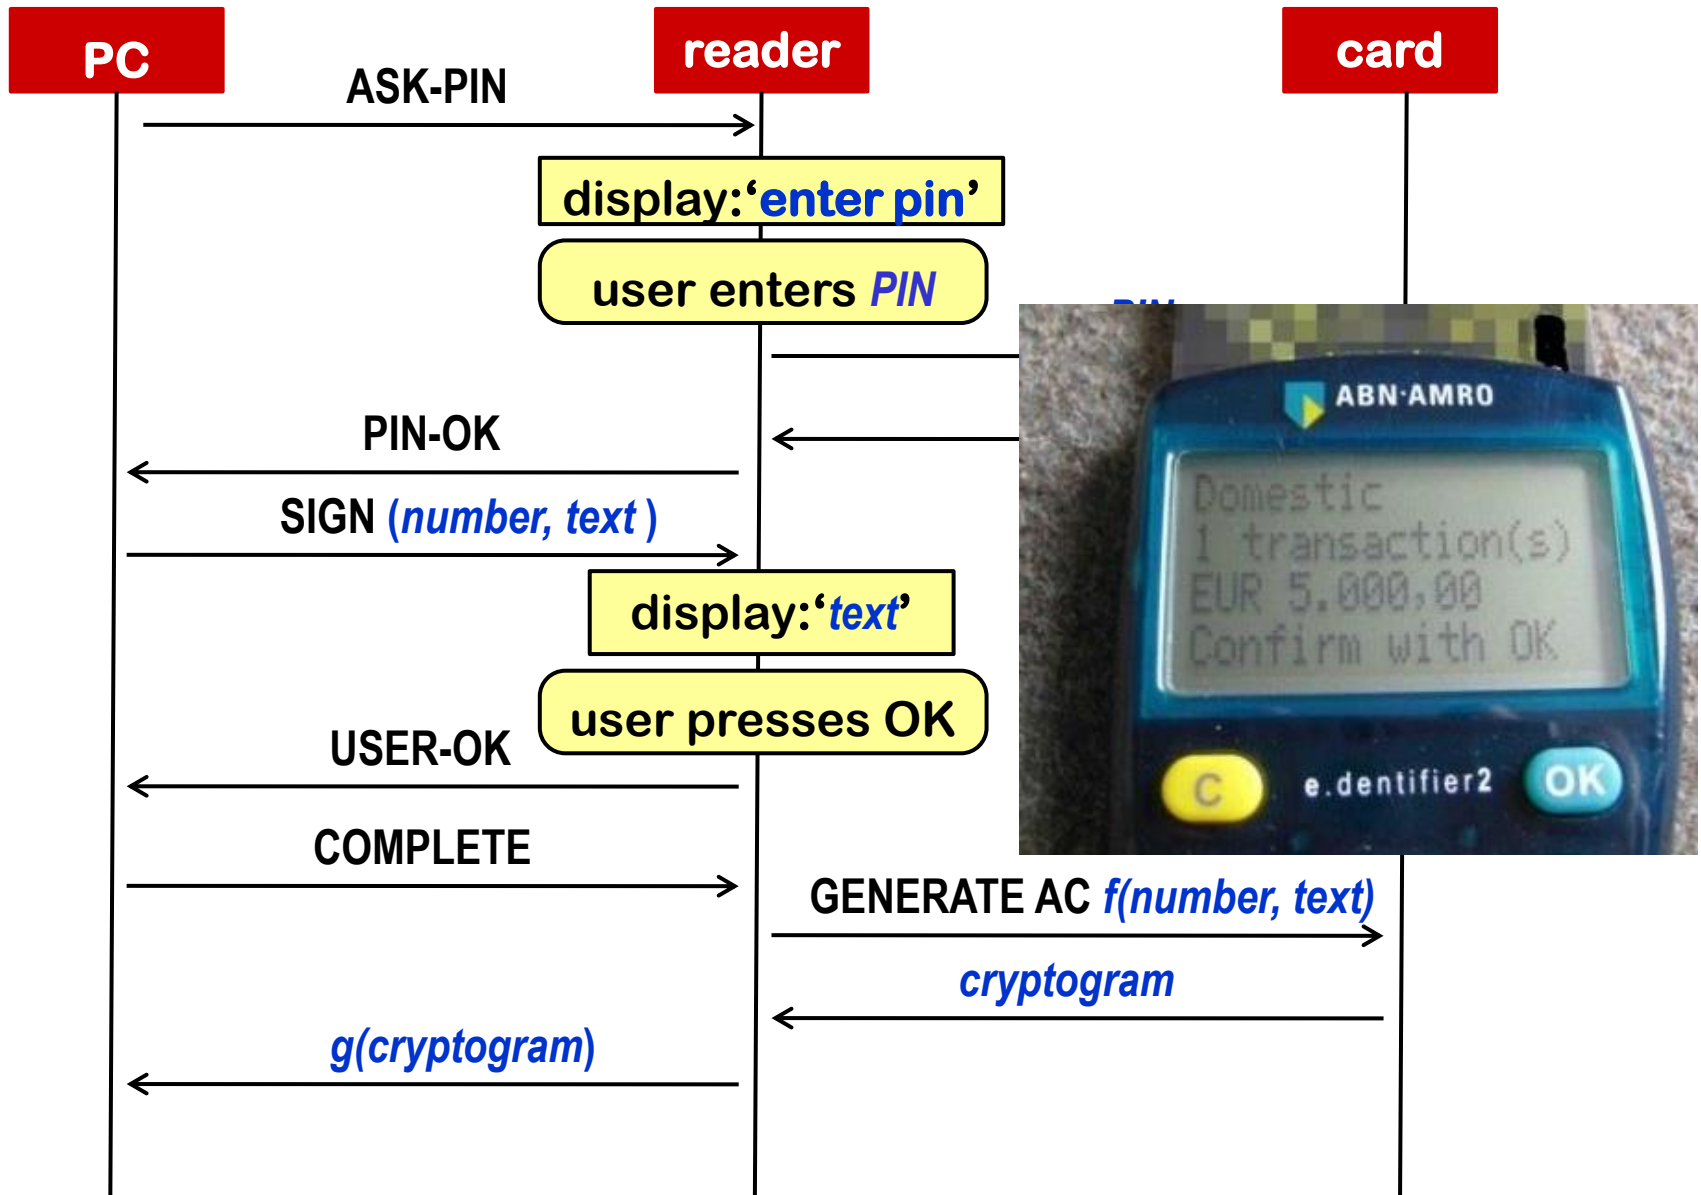 PC
reader
card
ASK-PIN
display:‘enter pin’
user enters PIN
PIN
ABN·AMRO
PIN-OK
Domestic
1 transaction(s)
EUR 5.000,00
Confirm with OK
SIGN (number, text )
display:‘text’
user presses OK
USER-OK
C
e.dentifier2
OK
COMPLETE
GENERATE AC f(number, text)
cryptogram
g(cryptogram)